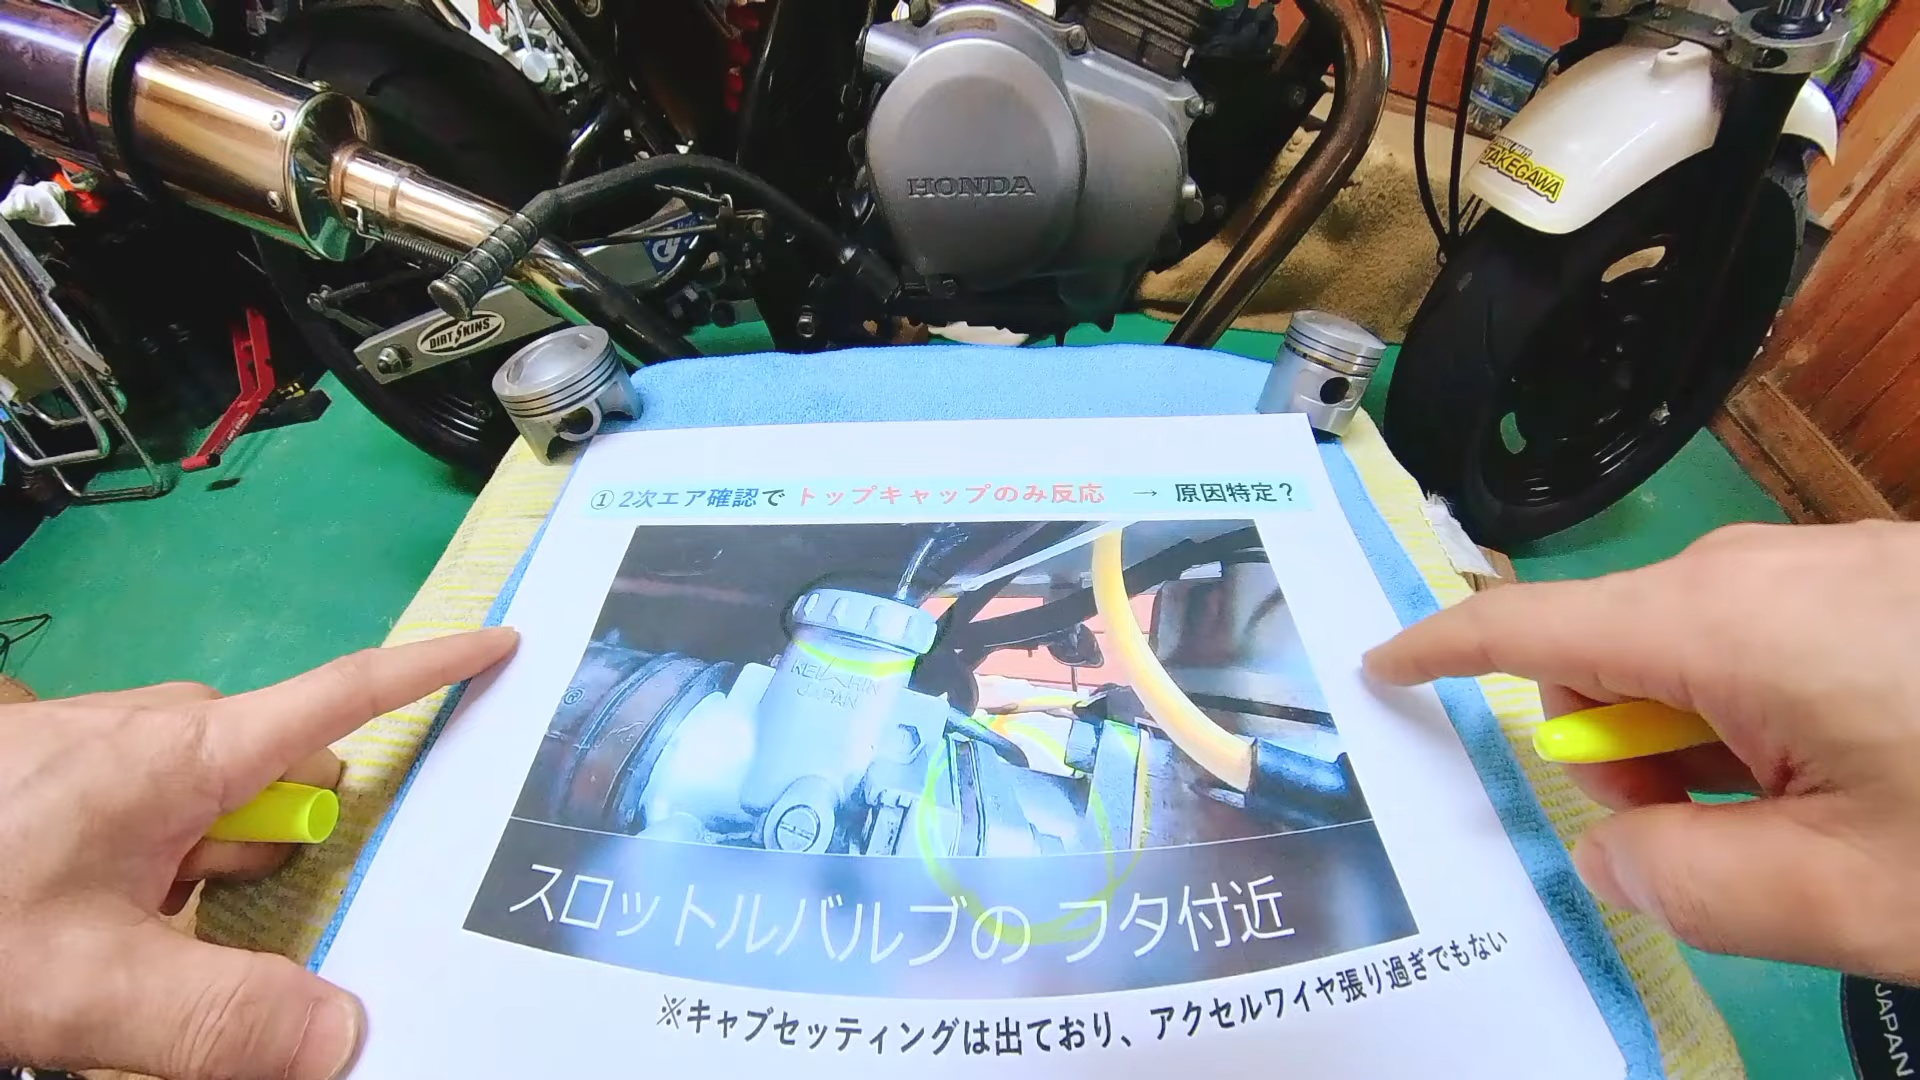 HONDA
TAKEGAWA
DIRT SKINS
①2次エア確認で トップキャップのみ反応 → 原因特定？
KEIHIN
JAPAN
®
スロットルバルブの フタ付近
※キャブセッティングは出ており、アクセルワイヤ張り過ぎでもない
JAPAN